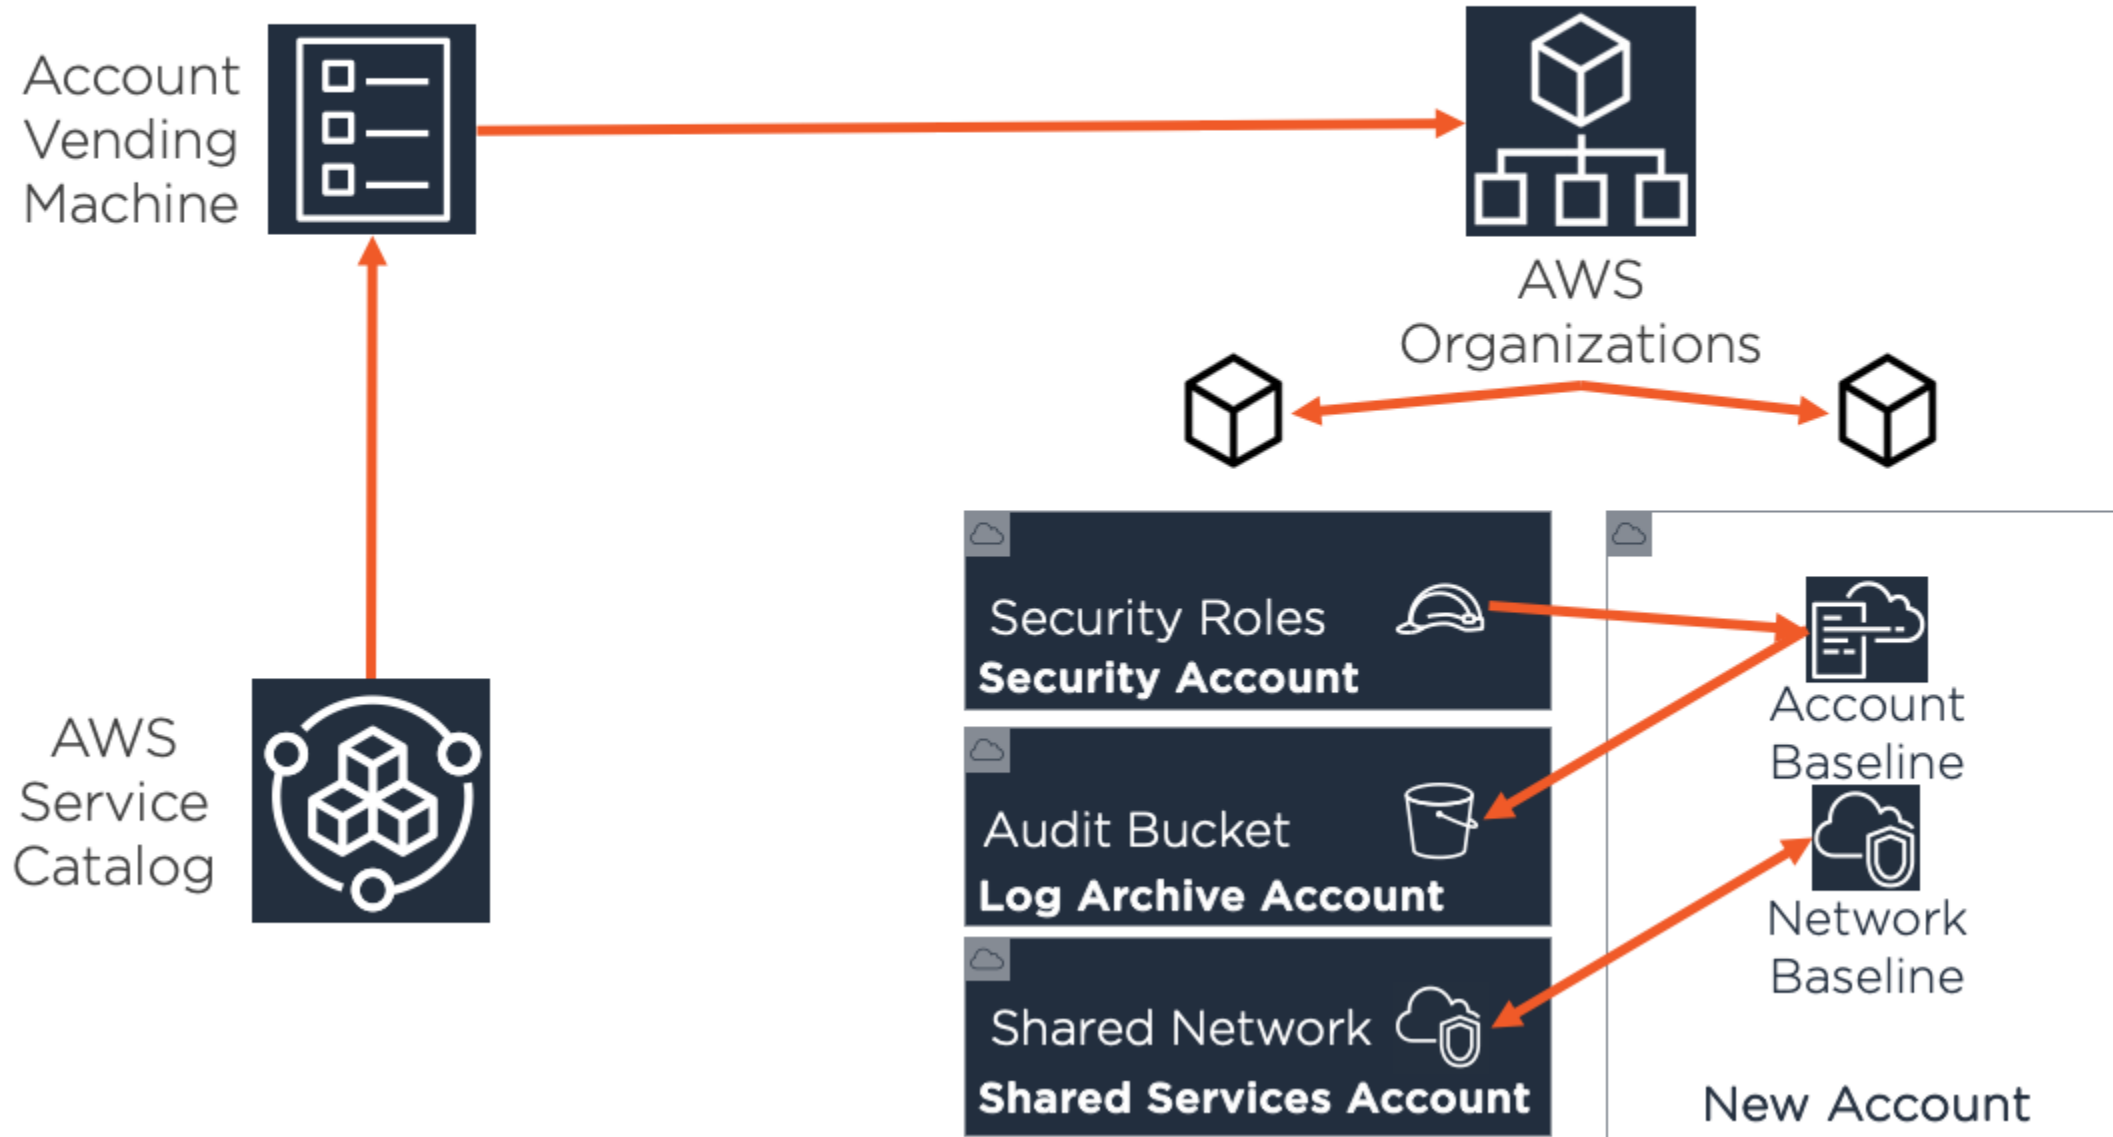 Account
Vending
Machine
AWS
Organizations
AWS
Service
Catalog
Security Roles
Security Account
Audit Bucket
Log Archive Account
Shared Network
Shared Services Account
Account
Baseline
Network
Baseline
New Account